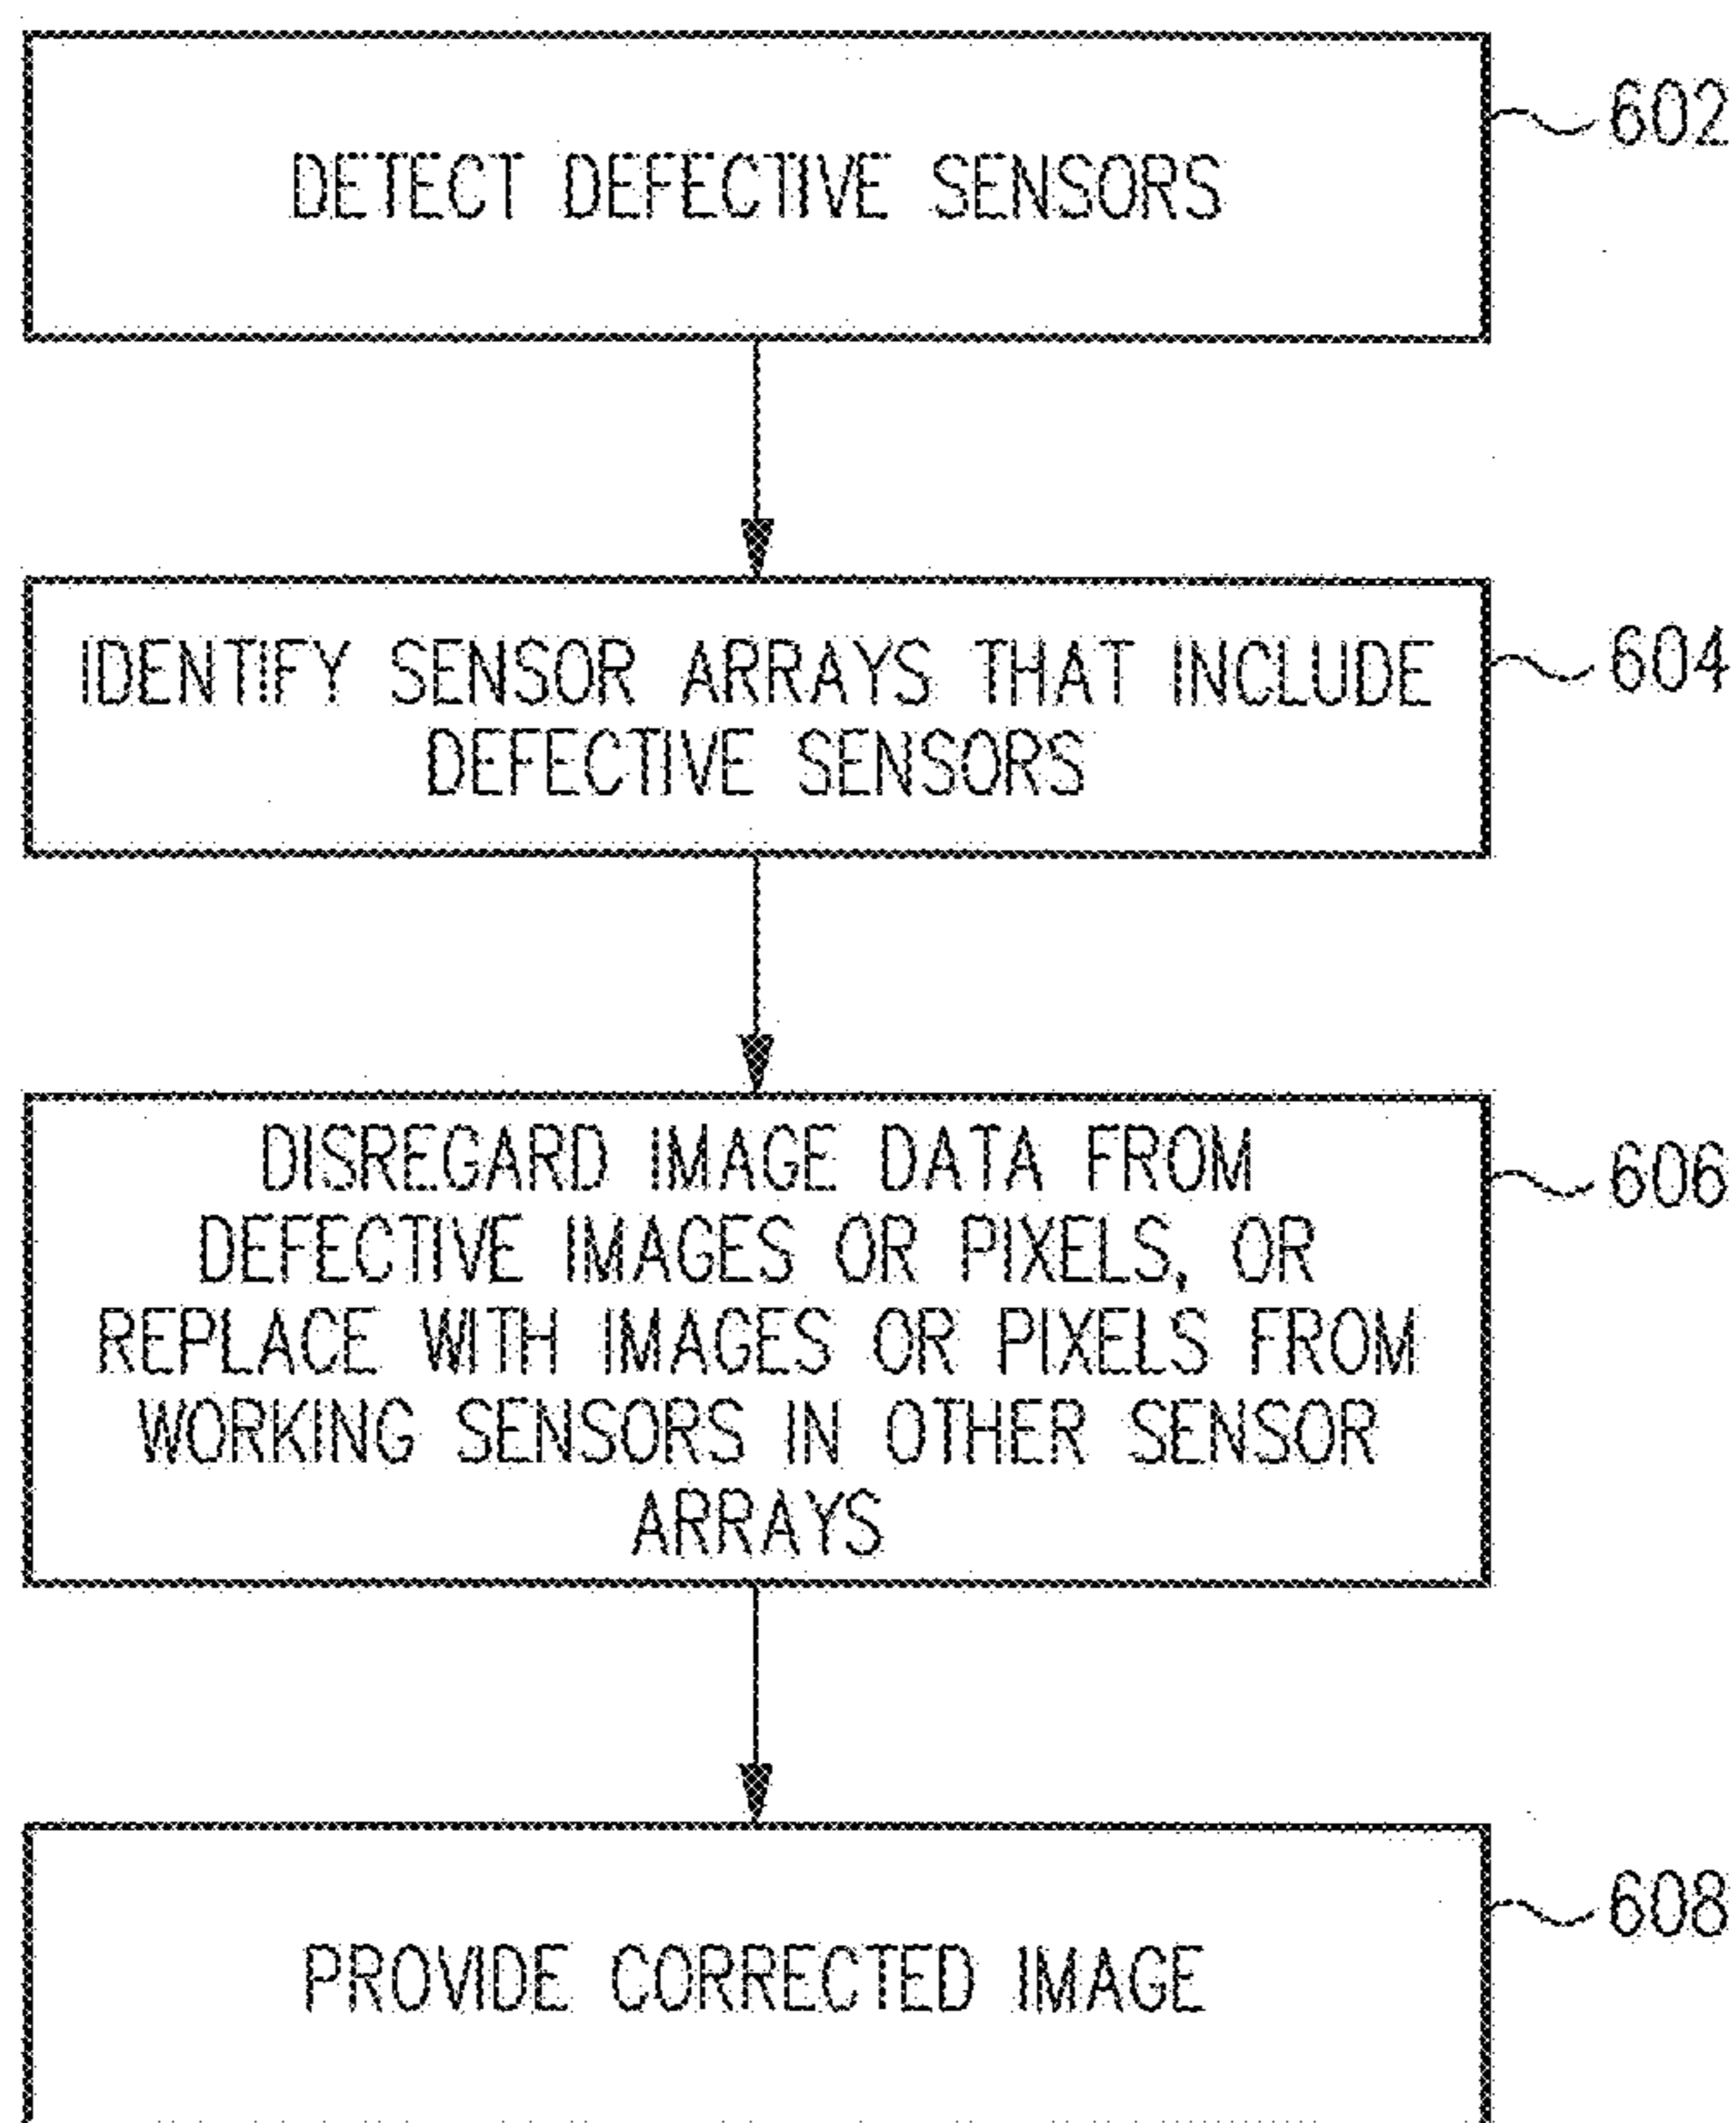 DETECT DEFECTIVE SENSORS
602
IDENTIFY SENSOR ARRAYS THAT INCLUDE
DEFECTIVE SENSORS
604
DISREGARD IMAGE DATA FROM
DEFECTIVE IMAGES OR PIXELS, OR
REPLACE WITH IMAGES OR PIXELS FROM
WORKING SENSORS IN OTHER SENSOR
ARRAYS
606
PROVIDE CORRECTED IMAGE
608